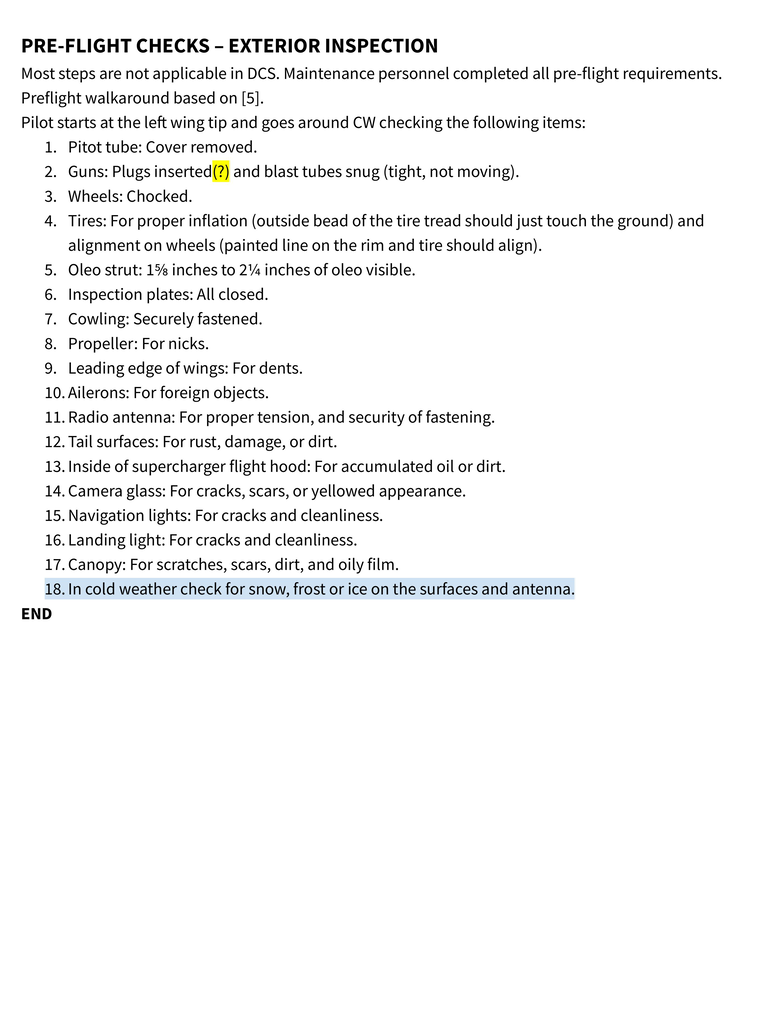 PRE-FLIGHT CHECKS – EXTERIOR INSPECTION
Most steps are not applicable in DCS. Maintenance personnel completed all pre-flight requirements.
Preflight walkaround based on [5].
Pilot starts at the left wing tip and goes around CW checking the following items:
1. Pitot tube: Cover removed.
2. Guns: Plugs inserted(?) and blast tubes snug (tight, not moving).
3. Wheels: Chocked.
4. Tires: For proper inflation (outside bead of the tire tread should just touch the ground) and
alignment on wheels (painted line on the rim and tire should align).
5. Oleo strut: 1⅝ inches to 2¼ inches of oleo visible.
6. Inspection plates: All closed.
7. Cowling: Securely fastened.
8. Propeller: For nicks.
9. Leading edge of wings: For dents.
10. Ailerons: For foreign objects.
11. Radio antenna: For proper tension, and security of fastening.
12. Tail surfaces: For rust, damage, or dirt.
13. Inside of supercharger flight hood: For accumulated oil or dirt.
14. Camera glass: For cracks, scars, or yellowed appearance.
15. Navigation lights: For cracks and cleanliness.
16. Landing light: For cracks and cleanliness.
17. Canopy: For scratches, scars, dirt, and oily film.
18. In cold weather check for snow, frost or ice on the surfaces and antenna.
END